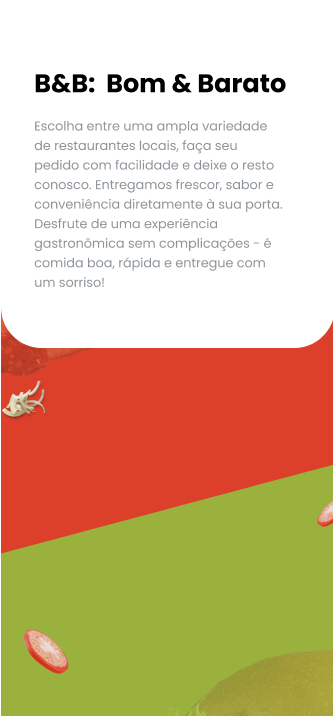 B&B: Bom & Barato
Escolha entre uma ampla variedade
de restaurantes locais, faça seu
pedido com facilidade e deixe o resto
conosco. Entregamos frescor, sabor e
conveniência diretamente à sua porta.
Desfrute de uma experiência
gastronômica sem complicações - é
comida boa, rápida e entregue com
um sorriso!